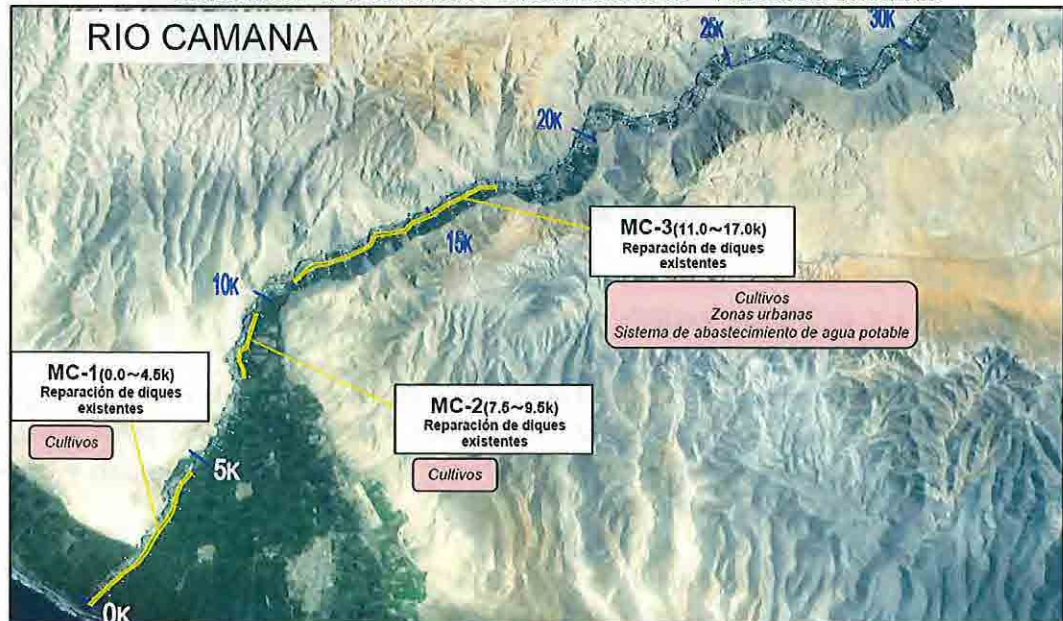 RIO CAMANA
25K
30K
20K
MC-3(11.0~17.0k)
Reparación de diques
existentes
15K
10K
Cultivos
Zonas urbanas
Sistema de abastecimiento de agua potable
MC-1(0.0~4.5k)
Reparación de diques
existentes
MC-2(7.5~9.5k)
Reparación de diques
existentes
Cultivos
5K
Cultivos
0K